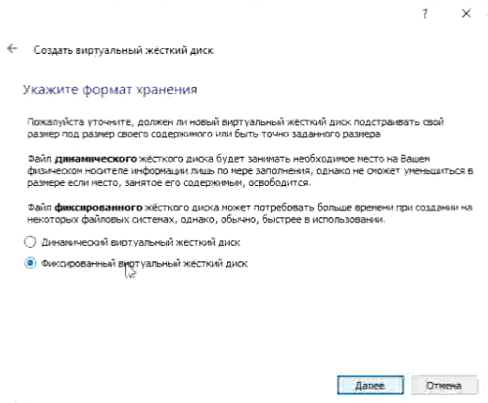 ?
Создать виртуальный жёсткий диск
Укажите формат хранения
Пожалуйста уточните, должен ли новый виртуальный жёсткий диск подстраивать свой
размер под размер своего содержимого или быть точно заданного размера
Файл динамического жёсткого диска будет занимать необходимое место на Вашем
физическом носителе информации лишь по мере заполнения, однако не сможет уменьшиться в
размере если место, занятое его содержимым, освободится.
Файл фиксированного жёсткого диска может потребовать больше времени при создании на
некоторых файловых системах, однако, обычно, быстрее в использовании.
Динамический виртуальный жёсткий диск
Фиксированный виртуальный жёсткий диск
Далее
Отмена